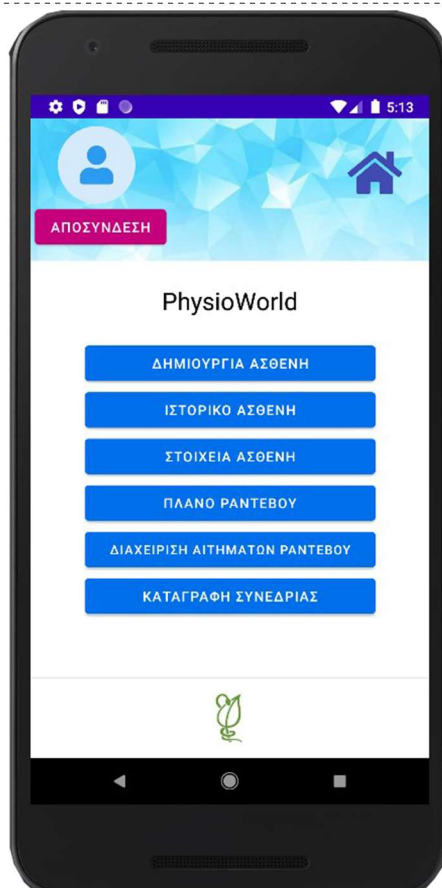 5:13
ΑΠΟΣΥΝΔΕΣΗ
PhysioWorld
ΔΗΜΙΟΥΡΓΙΑ ΑΣΘΕΝΗ
ΙΣΤΟΡΙΚΟ ΑΣΘΕΝΗ
ΣΤΟΙΧΕΙΑ ΑΣΘΕΝΗ
ΠΛΑΝΟ ΡΑΝΤΕΒΟΥ
ΔΙΑΧΕΙΡΙΣΗ ΑΙΤΗΜΑΤΩΝ ΡΑΝΤΕΒΟΥ
ΚΑΤΑΓΡΑΦΗ ΣΥΝΕΔΡΙΑΣ